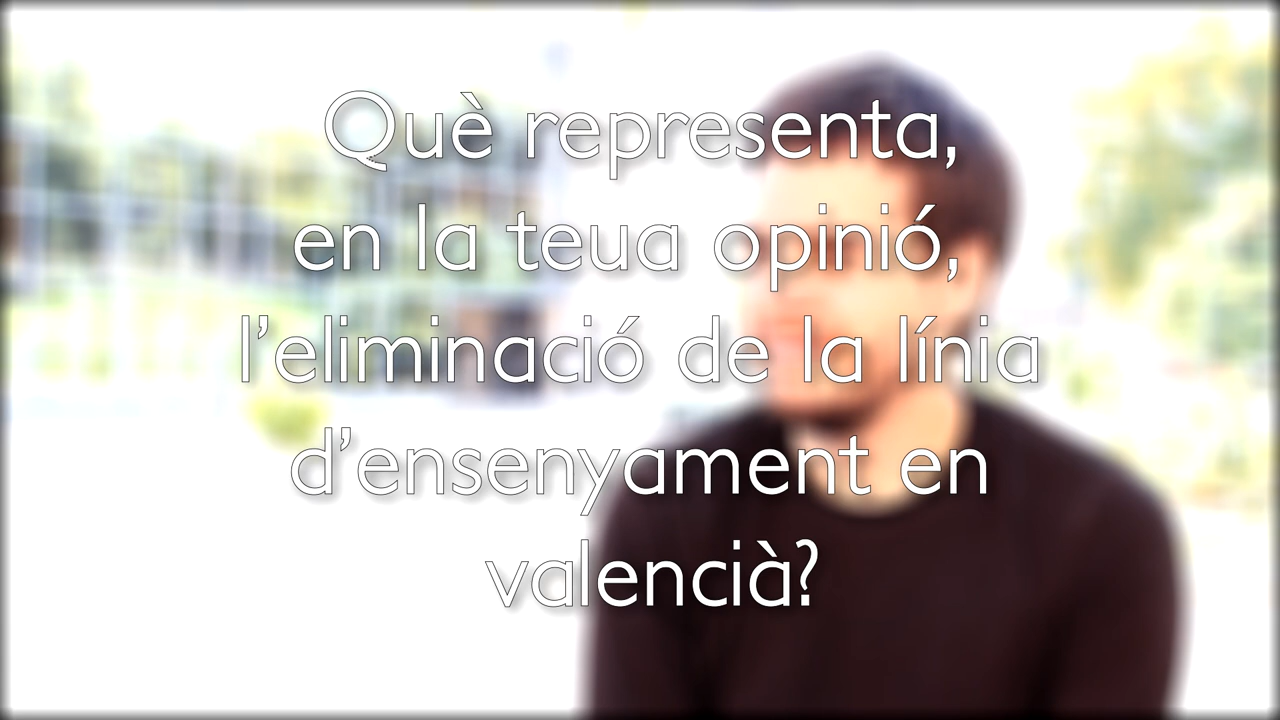 Què representa,
en la teua opinió,
l’eliminació de la línia
d’ensenyament en
valencià?